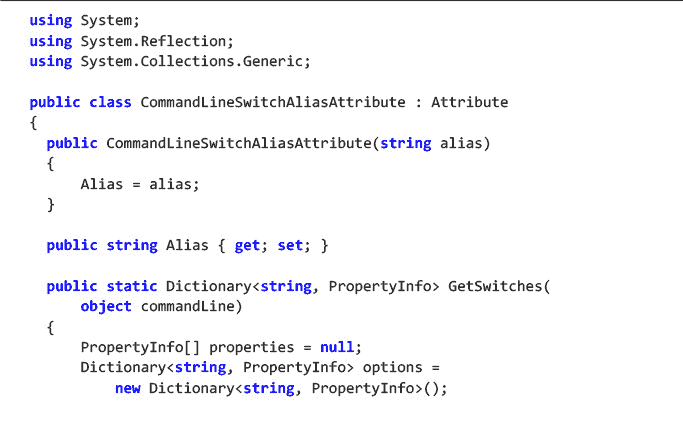 using System;
using System.Reflection;
using System.Collections.Generic;
public class CommandLineSwitchAliasAttribute : Attribute
{
public CommandLineSwitchAliasAttribute(string alias)
{
Alias = alias;
}
public string Alias { get; set; }
public static Dictionary<string, PropertyInfo> GetSwitches(
object commandLine)
{
PropertyInfo[] properties = null;
Dictionary<string, PropertyInfo> options =
new Dictionary<string, PropertyInfo>();